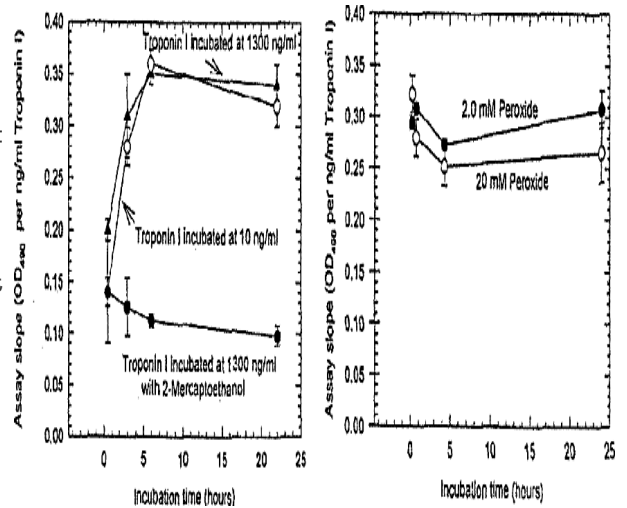 0.40
0.35
0.30
0.25
0.20
0.15
0.10
0.05
0.00
Assay slope (OD₄₉₀ per ng/ml Troponin I)
Troponin I incubated at 1300 ng/ml
Troponin I incubated at 10 ng/ml
Troponin I incubated at 1300 ng/ml
with 2-Mercaptoethanol
0 5 10 15 20 25
Incubation time (hours)
0.40
0.35
0.30
0.25
0.20
0.15
0.10
0.05
0.00
Assay slope (OD₄₉₀ per ng/ml Troponin I)
2.0 mM Peroxide
20 mM Peroxide
0 5 10 15 20 25
Incubation time (hours)